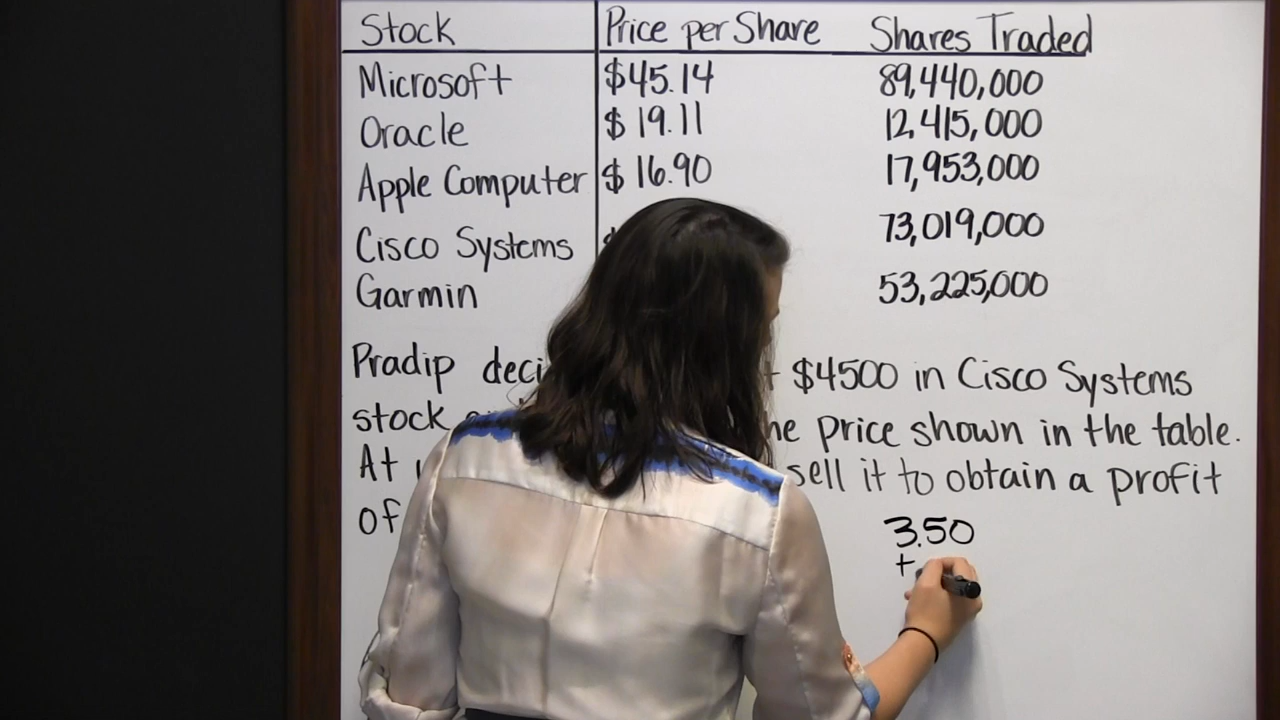 Stock Price per Share Shares Traded
Microsoft $45.14 89,440,000
Oracle $19.11 12,415,000
Apple Computer $16.90 17,953,000
Cisco Systems 73,019,000
Garmin 53,225,000
Pradip $4500 in Cisco Systems
stock price shown in the table.
At sell it to obtain a profit
of
3.50
+